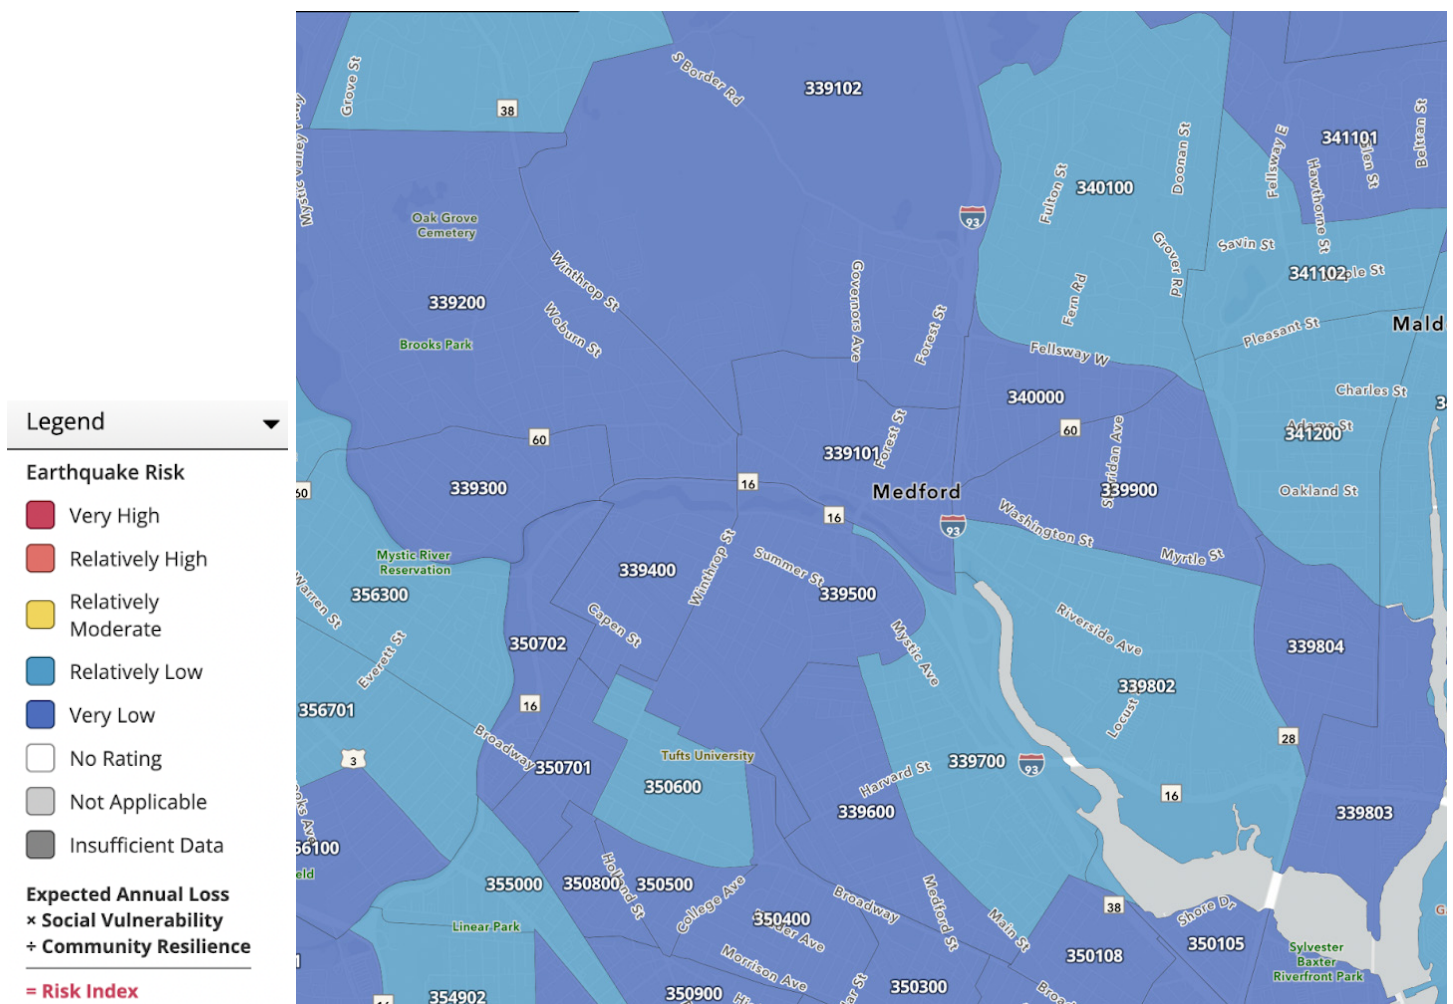 Legend
Earthquake Risk
Very High
Relatively High
Relatively
Moderate
Relatively Low
Very Low
No Rating
Not Applicable
Insufficient Data
Expected Annual Loss
× Social Vulnerability
÷ Community Resilience
= Risk Index
Grove St
38
S Border Rd
339102
341101
Beltran St
Fellsway E
Hawthorne St
Doonan St
Fulton St
340100
Oak Grove
Cemetery
93
Savin St
Grover Rd
341102
Winthrop St
339200
Woburn St
Governors Ave
Forest St
Fern Rd
Pleasant St
Brooks Park
Fellsway W
Charles St
340000
60
60
Forest St
339101
Sheridan Ave
341200
339300
16
Medford
339900
Oakland St
60
16
93
Washington St
Myrtle St
Mystic River
Reservation
339400
Winthrop St
Summer St
339500
356300
Warren St
Capen St
Everett St
350702
Mystic Ave
Riverside Ave
339804
339802
356701
16
Locust
28
3
Broadway
350701
Tufts University
350600
Harvard St
339700
93
16
339600
339803
355000
350800
Holland St
350500
College Ave
350400
Broadway
Medford St
Main St
38
Shore Dr
Linear Park
Morrison Ave
350108
350105
Sylvester
Baxter
Riverfront Park
354902
350900
350300